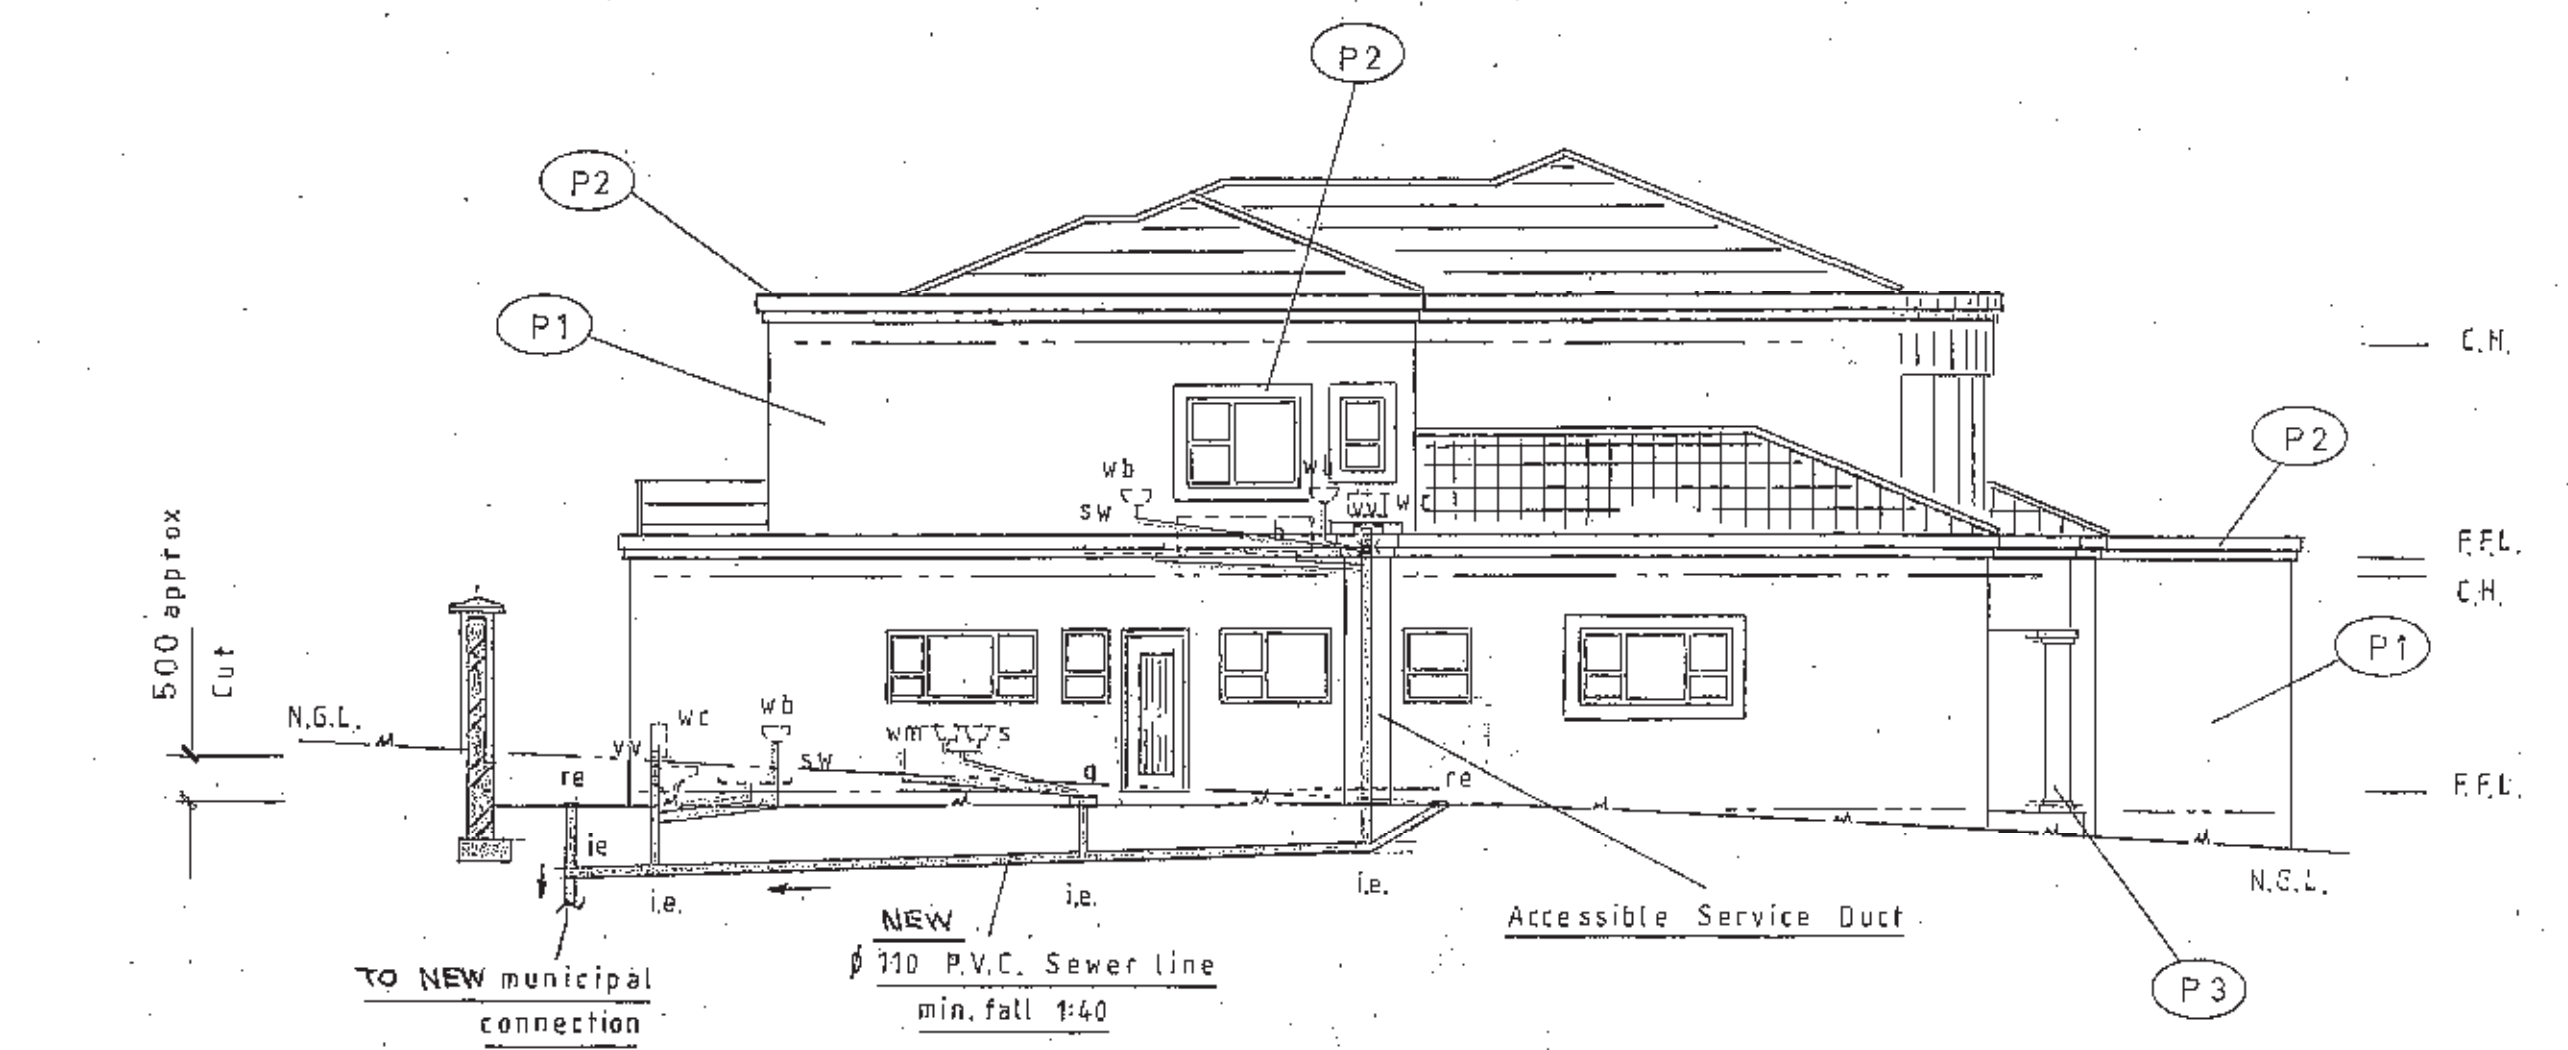 P2
P2
P1
C.H.
P2
wb
sw
wc
h
F.F.L.
C.H.
500 approx
Cut
P1
N.G.L.
wc
wb
vv
sw
wm
s
re
g
re
F.F.L.
ie
i.e.
i.e.
i.e.
N.G.L.
Accessible Service Duct
NEW
ø 110 P.V.C. Sewer line
min. fall 1:40
TO NEW municipal
connection
P3